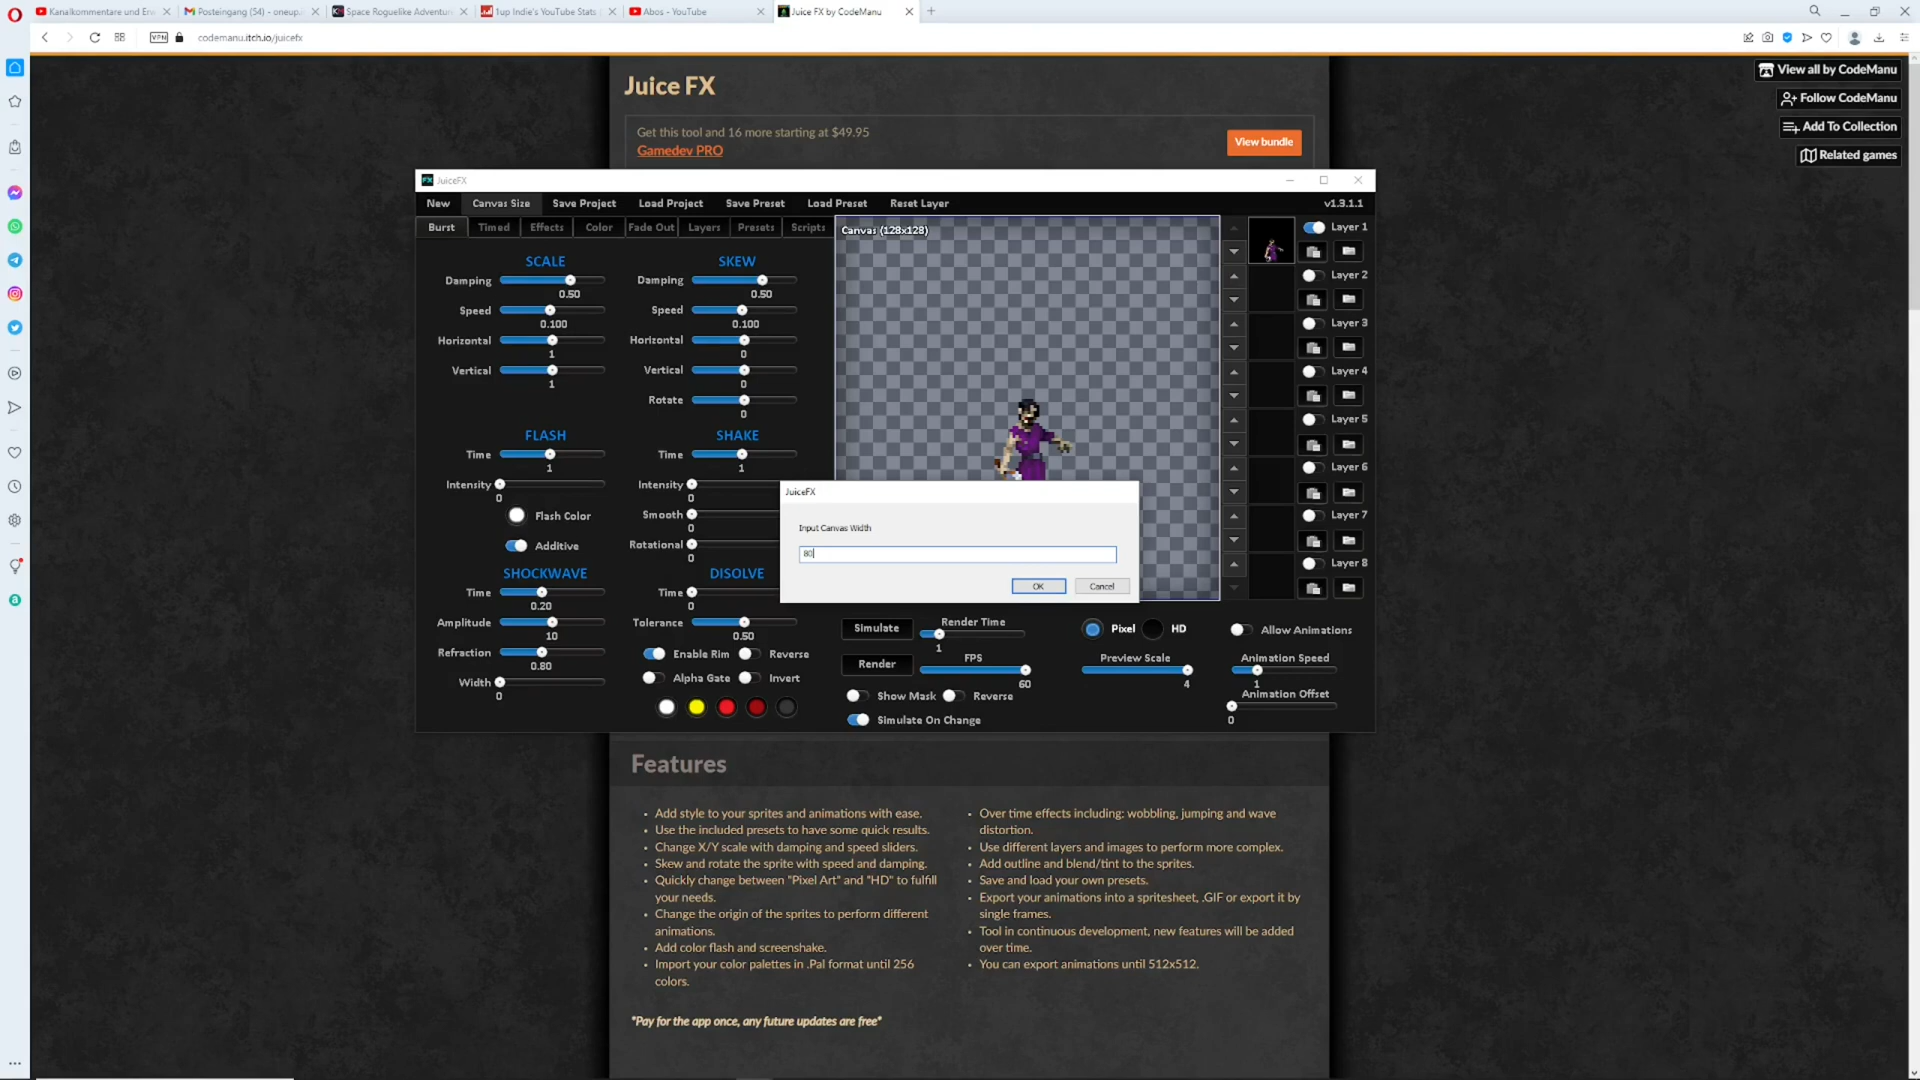 Kanalkommentare und En
Posteingang (54) - oneup.
Space Roguelike Adventur
1up Indie's YouTube Stats
Abos - YouTube
Juice FX by CodeManu
VPN
codemanu.itch.io/juicefx
View all by CodeManu
Follow CodeManu
Add To Collection
Related games
Juice FX
Get this tool and 16 more starting at $49.95
Gamedev PRO
View bundle
FX JuiceFX
New Canvas Size Save Project Load Project Save Preset Load Preset Reset Layer v1.3.1.1
Burst Timed Effects Color Fade Out Layers Presets Scripts
Canvas (128x128)
SCALE
Damping
0.50
Speed
0.100
Horizontal
1
Vertical
1
SKEW
Damping
0.50
Speed
0.100
Horizontal
0
Vertical
0
Rotate
0
FLASH
Time
1
Intensity
0
Flash Color
Additive
SHAKE
Time
1
Intensity
0
Smooth
0
Rotational
0
SHOCKWAVE
Time
0.20
Amplitude
10
Refraction
0.80
Width
0
DISOLVE
Time
0
Tolerance
0.50
Enable Rim Reverse
Alpha Gate Invert
JuiceFX
Input Canvas Width
80
OK Cancel
Layer 1
Layer 2
Layer 3
Layer 4
Layer 5
Layer 6
Layer 7
Layer 8
Simulate
Render Time
1
Render
FPS
60
Show Mask Reverse
Simulate On Change
Pixel HD
Preview Scale
4
Allow Animations
Animation Speed
1
Animation Offset
0
Features
Add style to your sprites and animations with ease.
Use the included presets to have some quick results.
Change X/Y scale with damping and speed sliders.
Skew and rotate the sprite with speed and damping.
Quickly change between "Pixel Art" and "HD" to fulfill
your needs.
Change the origin of the sprites to perform different
animations.
Add color flash and screenshake.
Import your color palettes in .Pal format until 256
colors.
Over time effects including; wobbling, jumping and wave
distortion.
Use different layers and images to perform more complex.
Add outline and blend/tint to the sprites.
Save and load your own presets.
Export your animations into a spritesheet, .GIF or export it by
single frames.
Tool in continuous development, new features will be added
over time.
You can export animations until 512x512.
*Pay for the app once, any future updates are free*